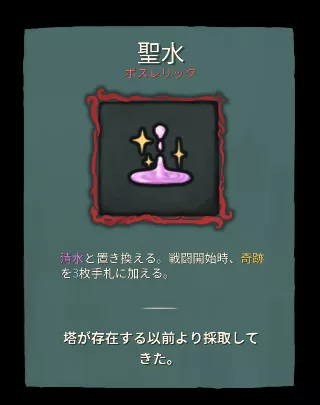 聖水
ボスレリック
清水と置き換える。戦闘開始時、奇跡
を3枚手札に加える。
塔が存在する以前より採取して
きた。